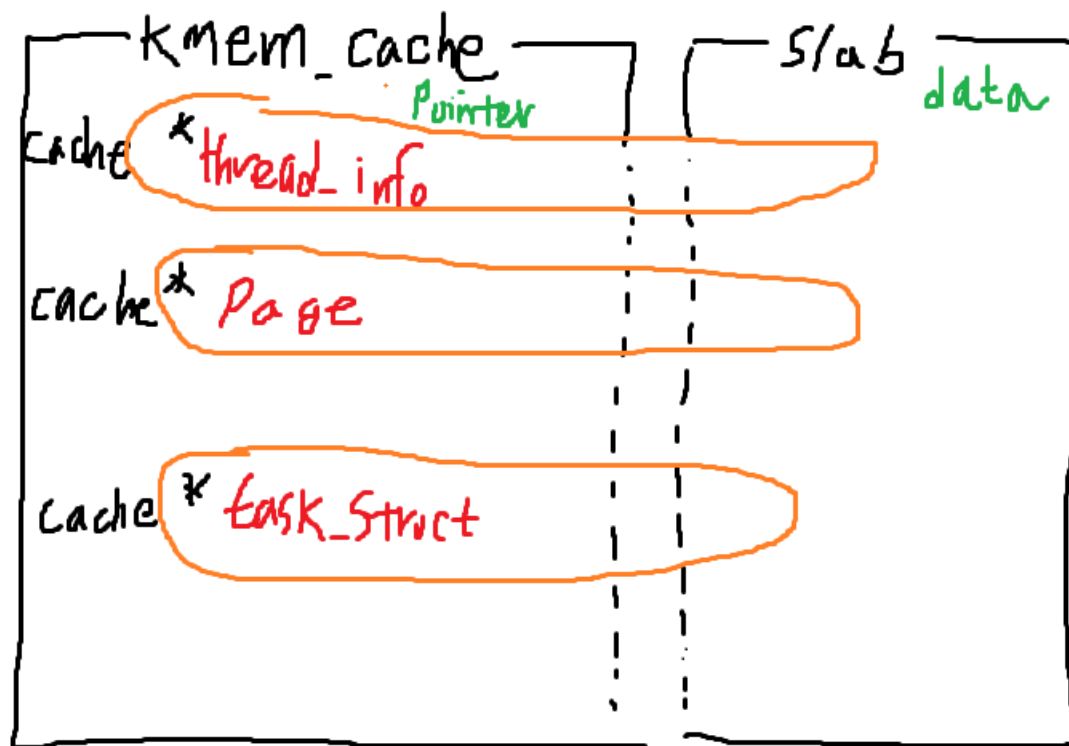 kmem_cache
slab
Pointer
data
cache * thread_info
cache * Page
cache * task_struct